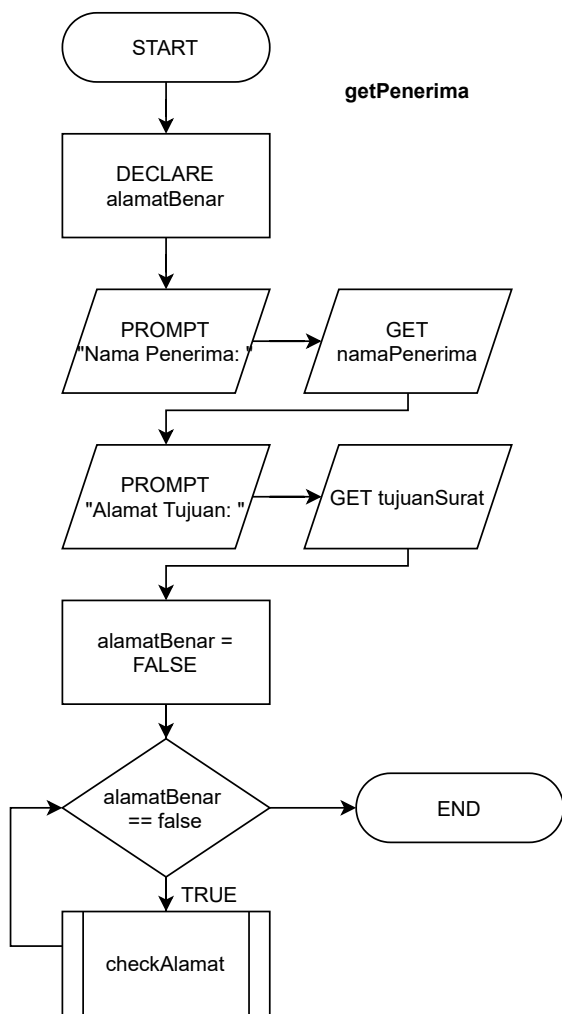 START
getPenerima
DECLARE
alamatBenar
PROMPT
"Nama Penerima: "
GET
namaPenerima
PROMPT
"Alamat Tujuan: "
GET tujuanSurat
alamatBenar =
FALSE
alamatBenar
== false
END
TRUE
checkAlamat